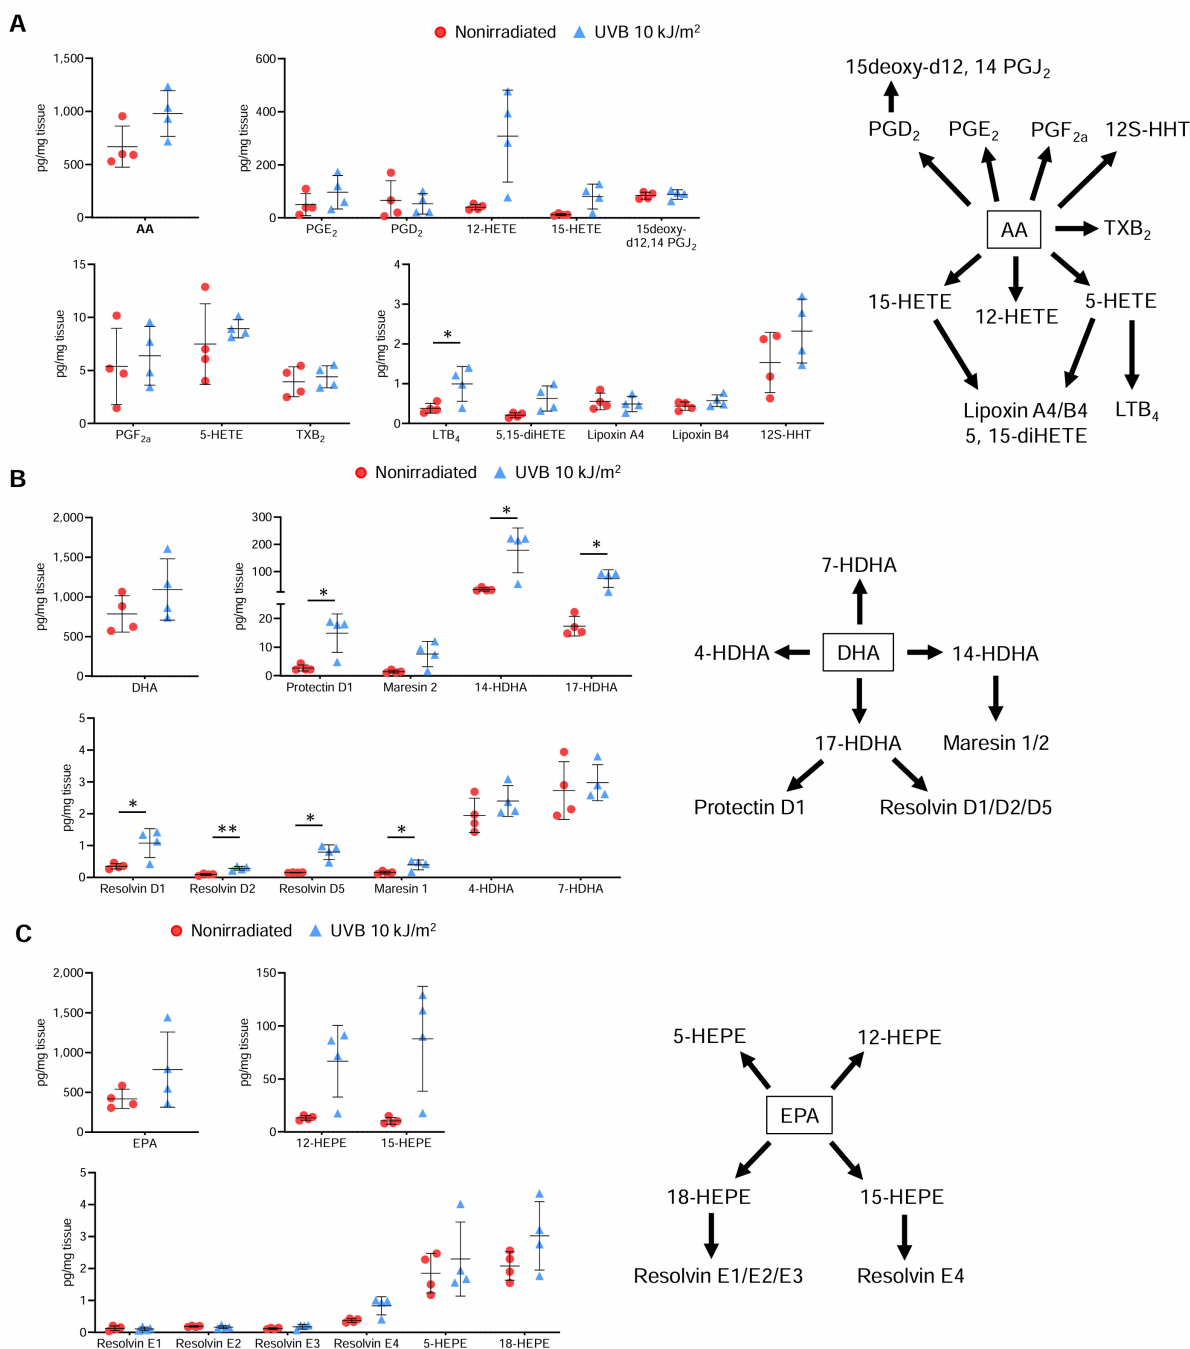 A
Nonirradiated UVB 10 kJ/m²
1,500
1,000
500
0
pg/mg tissue
AA
600
400
200
0
pg/mg tissue
PGE₂ PGD₂ 12-HETE 15-HETE 15deoxy-
d12,14 PGJ₂
15
10
5
0
pg/mg tissue
PGF₂ₐ 5-HETE TXB₂
4
3
2
1
0
pg/mg tissue
*
LTB₄ 5,15-diHETE Lipoxin A4 Lipoxin B4 12S-HHT
15deoxy-d12, 14 PGJ₂
PGD₂ PGE₂ PGF₂ₐ 12S-HHT
AA TXB₂
15-HETE 12-HETE 5-HETE
Lipoxin A4/B4 LTB₄
5, 15-diHETE
B
Nonirradiated UVB 10 kJ/m²
2,000
1,500
1,000
500
0
pg/mg tissue
DHA
300
200
100
20
10
0
pg/mg tissue
* * *
Protectin D1 Maresin 2 14-HDHA 17-HDHA
5
4
3
2
1
0
pg/mg tissue
* ** * *
Resolvin D1 Resolvin D2 Resolvin D5 Maresin 1 4-HDHA 7-HDHA
7-HDHA
4-HDHA DHA 14-HDHA
17-HDHA Maresin 1/2
Protectin D1 Resolvin D1/D2/D5
C
Nonirradiated UVB 10 kJ/m²
2,000
1,500
1,000
500
0
pg/mg tissue
EPA
150
100
50
0
pg/mg tissue
12-HEPE 15-HEPE
5
4
3
2
1
0
pg/mg tissue
Resolvin E1 Resolvin E2 Resolvin E3 Resolvin E4 5-HEPE 18-HEPE
5-HEPE 12-HEPE
EPA
18-HEPE 15-HEPE
Resolvin E1/E2/E3 Resolvin E4